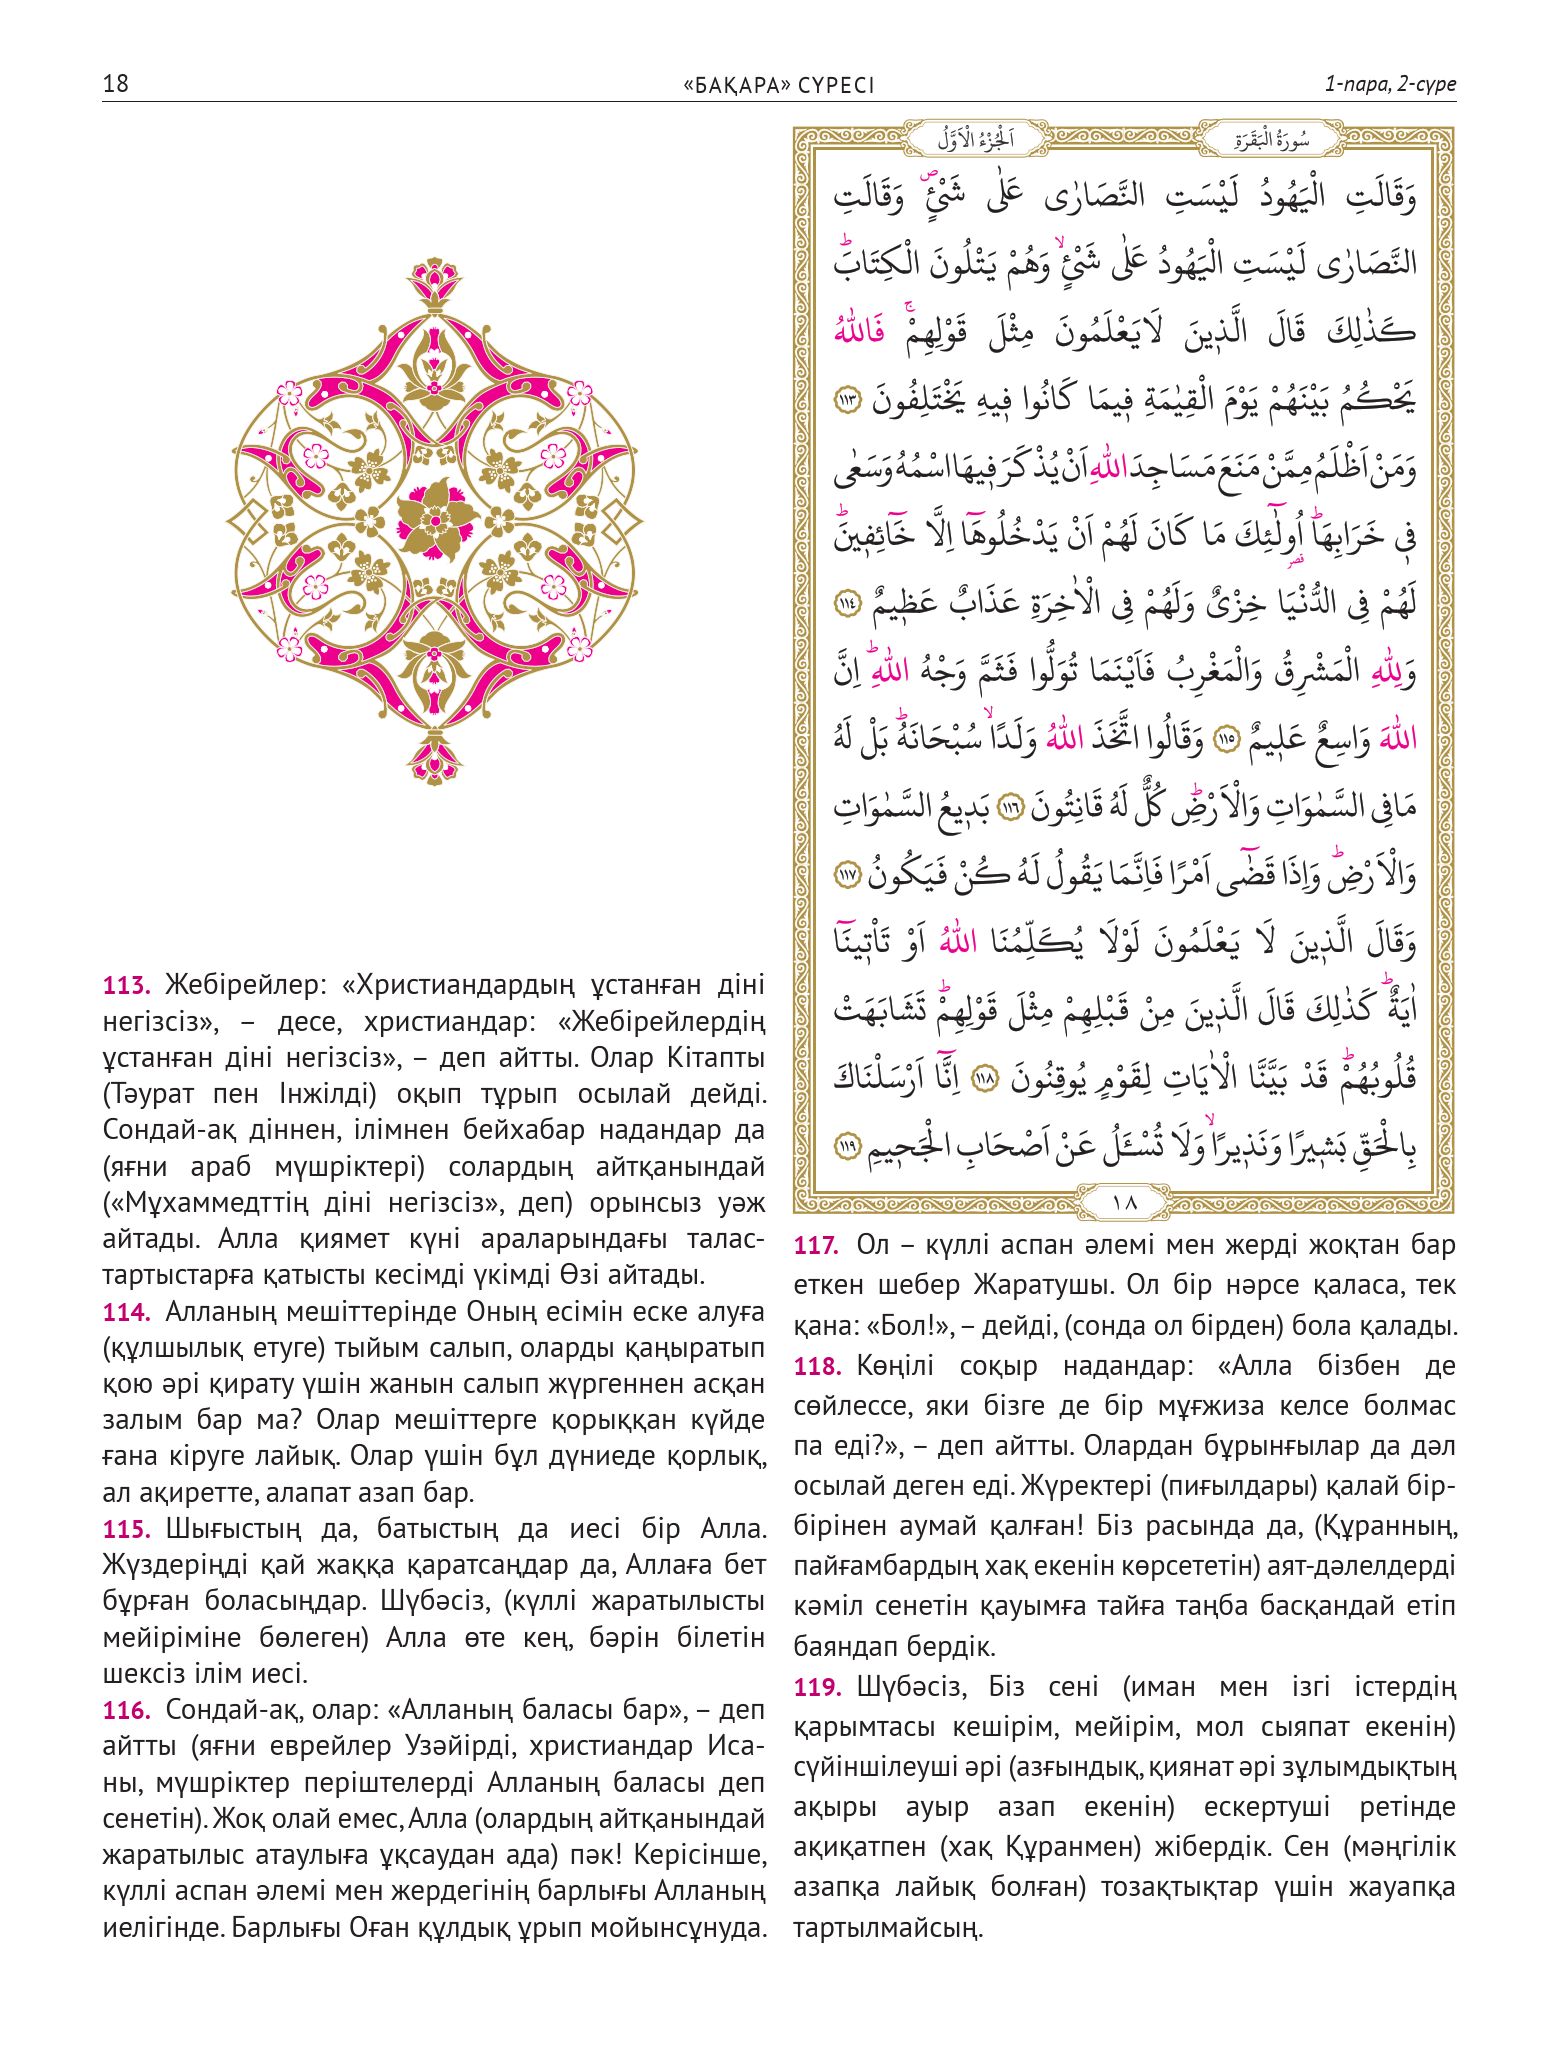 18
«БАҚАРА» СҮРЕСІ
1-пара, 2-сүре
اَلْجُزْءُ الْاَوَّلُ
سُورَةُ الْبَقَرَةِ
وَقَالَتِ الْيَهُودُ لَيْسَتِ النَّصَارٰى عَلٰى شَيْءٍۖ وَقَالَتِ
النَّصَارٰى لَيْسَتِ الْيَهُودُ عَلٰى شَيْءٍۙ وَهُمْ يَتْلُونَ الْكِتَابَۜ
كَذٰلِكَ قَالَ الَّذ۪ينَ لَايَعْلَمُونَ مِثْلَ قَوْلِهِمْۚ فَاللّٰهُ
يَحْكُمُ بَيْنَهُمْ يَوْمَ الْقِيٰمَةِ ف۪يمَا كَانُوا ف۪يهِ يَخْتَلِفُونَ ﴿١١٣﴾
وَمَنْ اَظْلَمُ مِمَّنْ مَنَعَ مَسَاجِدَ اللّٰهِ اَنْ يُذْكَرَ ف۪يهَا اسْمُهُ وَسَعٰى
ف۪ي خَرَابِهَاۜ اُو۬لٰٓئِكَ مَا كَانَ لَهُمْ اَنْ يَدْخُلُوهَٓا اِلَّا خَٓائِف۪ينَۜ
لَهُمْ فِي الدُّنْيَا خِزْيٌ وَلَهُمْ فِي الْاٰخِرَةِ عَذَابٌ عَظ۪يمٌ ﴿١١٤﴾
وَلِلّٰهِ الْمَشْرِقُ وَالْمَغْرِبُ فَاَيْنَمَا تُوَلُّوا فَثَمَّ وَجْهُ اللّٰهِۜ اِنَّ
اللّٰهَ وَاسِعٌ عَل۪يمٌ ﴿١١٥﴾ وَقَالُوا اتَّخَذَ اللّٰهُ وَلَدًاۙ سُبْحَانَهُۜ بَلْ لَهُ
مَافِي السَّمٰوَاتِ وَالْاَرْضِۜ كُلٌّ لَهُ قَانِتُونَ ﴿١١٦﴾ بَد۪يعُ السَّمٰوَاتِ
وَالْاَرْضِۜ وَاِذَا قَضٰٓى اَمْرًا فَاِنَّمَا يَقُولُ لَهُ كُنْ فَيَكُونُ ﴿١١٧﴾
وَقَالَ الَّذ۪ينَ لَا يَعْلَمُونَ لَوْلَا يُكَلِّمُنَا اللّٰهُ اَوْ تَأْت۪ينَٓا
اٰيَةٌۜ كَذٰلِكَ قَالَ الَّذ۪ينَ مِنْ قَبْلِهِمْ مِثْلَ قَوْلِهِمْۜ تَشَابَهَتْ
قُلُوبُهُمْۜ قَدْ بَيَّنَّا الْاٰيَاتِ لِقَوْمٍ يُوقِنُونَ ﴿١١٨﴾ اِنَّٓا اَرْسَلْنَاكَ
بِالْحَقِّ بَش۪يرًا وَنَذ۪يرًاۙ وَلَا تُسْـَٔلُ عَنْ اَصْحَابِ الْجَح۪يمِ ﴿١١٩﴾
١٨
113. Жебірейлер: «Христиандардың ұстанған діні
негізсіз», – десе, христиандар: «Жебірейлердің
ұстанған діні негізсіз», – деп айтты. Олар Кітапты
(Тәурат пен Інжілді) оқып тұрып осылай дейді.
Сондай-ақ діннен, ілімнен бейхабар надандар да
(яғни араб мүшріктері) солардың айтқанындай
(«Мұхаммедттің діні негізсіз», деп) орынсыз уәж
айтады. Алла қиямет күні араларындағы талас-
тартыстарға қатысты кесімді үкімді Өзі айтады.
114. Алланың мешіттерінде Оның есімін еске алуға
(құлшылық етуге) тыйым салып, оларды қаңыратып
қою әрі қирату үшін жанын салып жүргеннен асқан
залым бар ма? Олар мешіттерге қорыққан күйде
ғана кіруге лайық. Олар үшін бұл дүниеде қорлық,
ал ақиретте, алапат азап бар.
115. Шығыстың да, батыстың да иесі бір Алла.
Жүздеріңді қай жаққа қаратсаңдар да, Аллаға бет
бұрған боласыңдар. Шүбәсіз, (күллі жаратылысты
мейіріміне бөлеген) Алла өте кең, бәрін білетін
шексіз ілім иесі.
116. Сондай-ақ, олар: «Алланың баласы бар», – деп
айтты (яғни еврейлер Узәйірді, христиандар Иса-
ны, мүшріктер періштелерді Алланың баласы деп
сенетін). Жоқ олай емес, Алла (олардың айтқанындай
жаратылыс атаулыға ұқсаудан ада) пәк! Керісінше,
күллі аспан әлемі мен жердегінің барлығы Алланың
иелігінде. Барлығы Оған құлдық ұрып мойынсұнуда.
117. Ол – күллі аспан әлемі мен жерді жоқтан бар
еткен шебер Жаратушы. Ол бір нәрсе қаласа, тек
қана: «Бол!», – дейді, (сонда ол бірден) бола қалады.
118. Көңілі соқыр надандар: «Алла бізбен де
сөйлессе, яки бізге де бір мұғжиза келсе болмас
па еді?», – деп айтты. Олардан бұрынғылар да дәл
осылай деген еді. Жүректері (пиғылдары) қалай бір-
бірінен аумай қалған! Біз расында да, (Құранның,
пайғамбардың хақ екенін көрсететін) аят-дәлелдерді
кәміл сенетін қауымға тайға таңба басқандай етіп
баяндап бердік.
119. Шүбәсіз, Біз сені (иман мен ізгі істердің
қарымтасы кешірім, мейірім, мол сыяпат екенін)
сүйіншілеуші әрі (азғындық, қиянат әрі зұлымдықтың
ақыры ауыр азап екенін) ескертуші ретінде
ақиқатпен (хақ Құранмен) жібердік. Сен (мәңгілік
азапқа лайық болған) тозақтықтар үшін жауапқа
тартылмайсың.